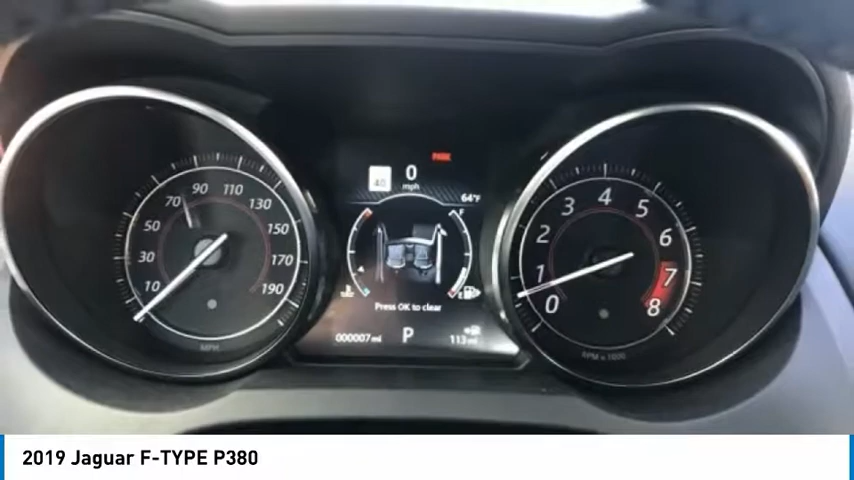 10 30 50 70 90 110 130 150 170 190
MPH
40
0
mph
PARK
64°F
F
E
Press OK to clear
000007 mi
P
113 mi
0 1 2 3 4 5 6 7 8
RPM x 1000
2019 Jaguar F-TYPE P380